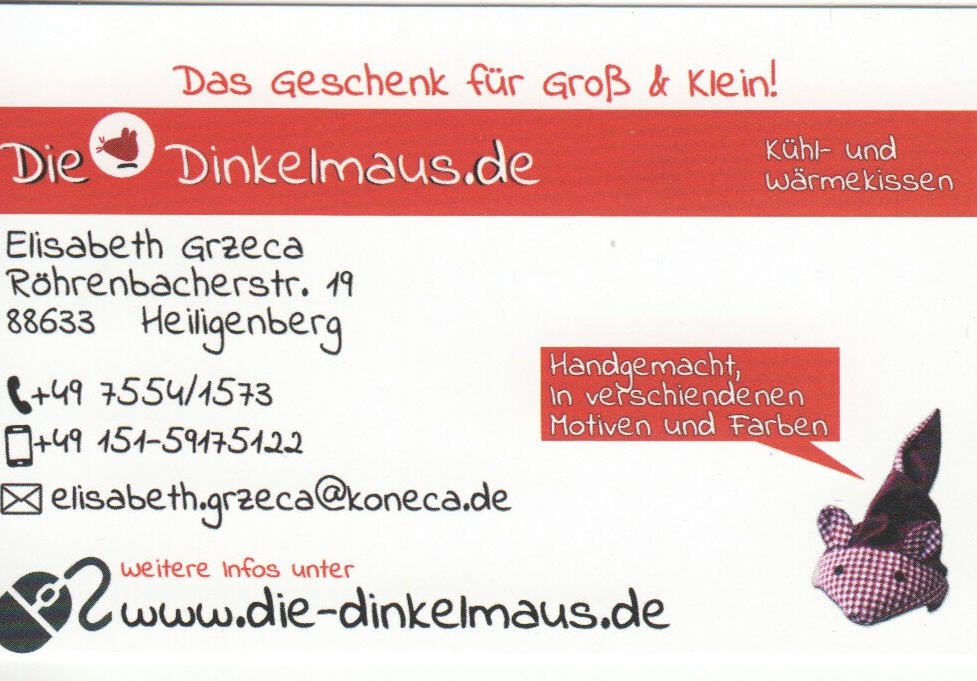 Das Geschenk für Groß & Klein!
Die Dinkelmaus.de
Kühl- und
Wärmekissen
Elisabeth Grzeca
Röhrenbacherstr. 19
88633 Heiligenberg
+49 7554/1573
+49 151-59175122
elisabeth.grzeca@koneca.de
Handgemacht,
In verschiendenen
Motiven und Farben
weitere Infos unter
www.die-dinkelmaus.de